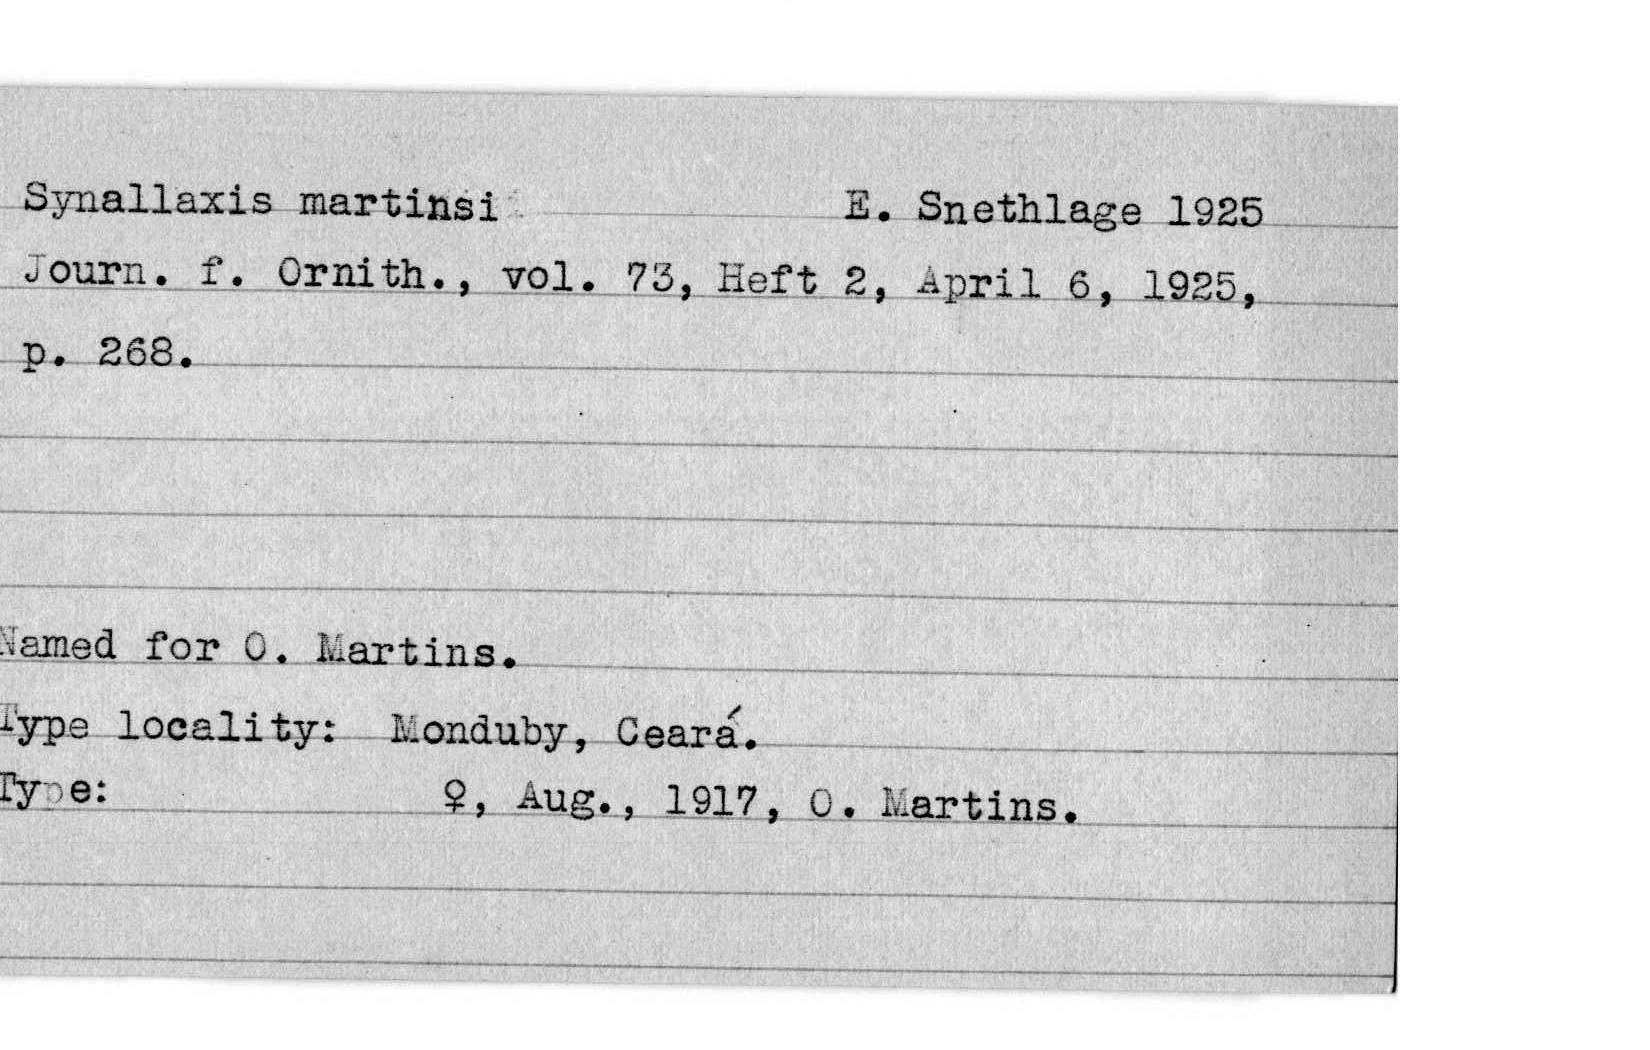 Synallaxis martinsi E. Snethlage 1925
Journ. f. Ornith., vol. 73, Heft 2, April 6, 1925,
p. 268.
Named for O. Martins.
Type locality: Monduby, Ceará.
Type: ♀, Aug., 1917, O. Martins.